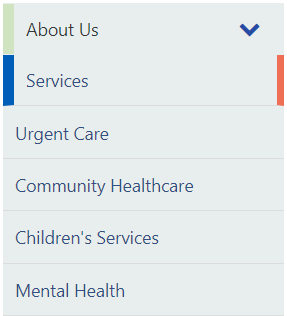 About Us
Services
Urgent Care
Community Healthcare
Children's Services
Mental Health